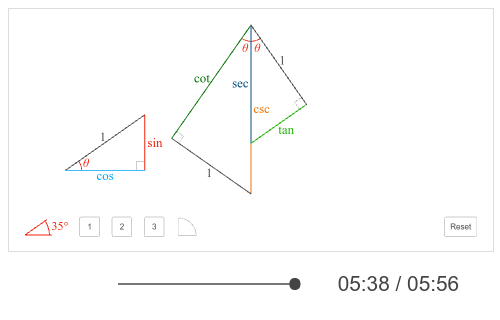 θ θ
1
cot
sec
csc
1
sin
θ
tan
cos
1
35°
1
2
3
Reset
05:38 / 05:56